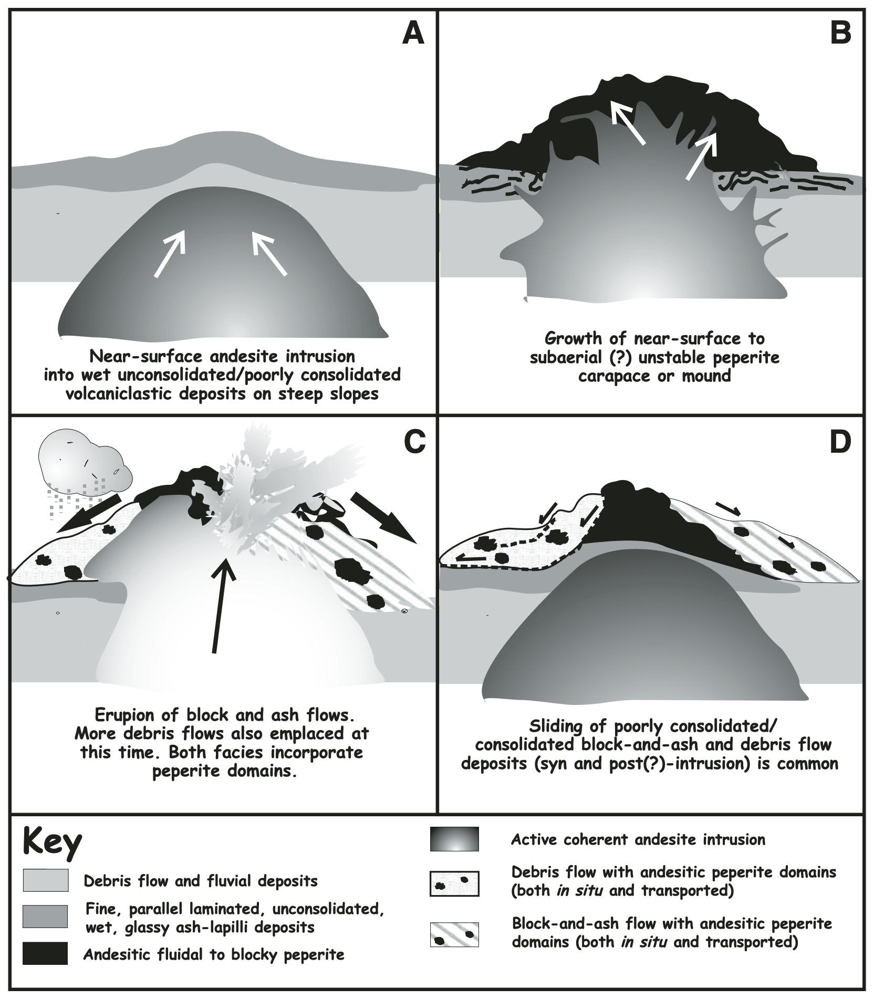 A
Near-surface andesite intrusion
into wet unconsolidated/poorly consolidated
volcaniclastic deposits on steep slopes
B
Growth of near-surface to
subaerial (?) unstable peperite
carapace or mound
C
Erupion of block and ash flows.
More debris flows also emplaced at
this time. Both facies incorporate
peperite domains.
D
Sliding of poorly consolidated/
consolidated block-and-ash and debris flow
deposits (syn and post(?)-intrusion) is common
Key
Debris flow and fluvial deposits
Fine, parallel laminated, unconsolidated,
wet, glassy ash-lapilli deposits
Andesitic fluidal to blocky peperite
Active coherent andesite intrusion
Debris flow with andesitic peperite domains
(both in situ and transported)
Block-and-ash flow with andesitic peperite
domains (both in situ and transported)